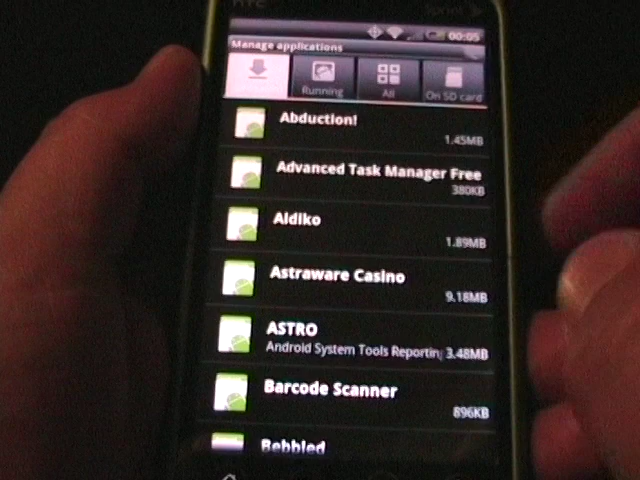 HTC
Sprint
00:05
Manage applications
Running
All
On SD card
Abduction!
1.45MB
Advanced Task Manager Free
380KB
Aldiko
1.89MB
Astraware Casino
9.18MB
ASTRO
Android System Tools Reporting 3.48MB
Barcode Scanner
896KB
Bebbled